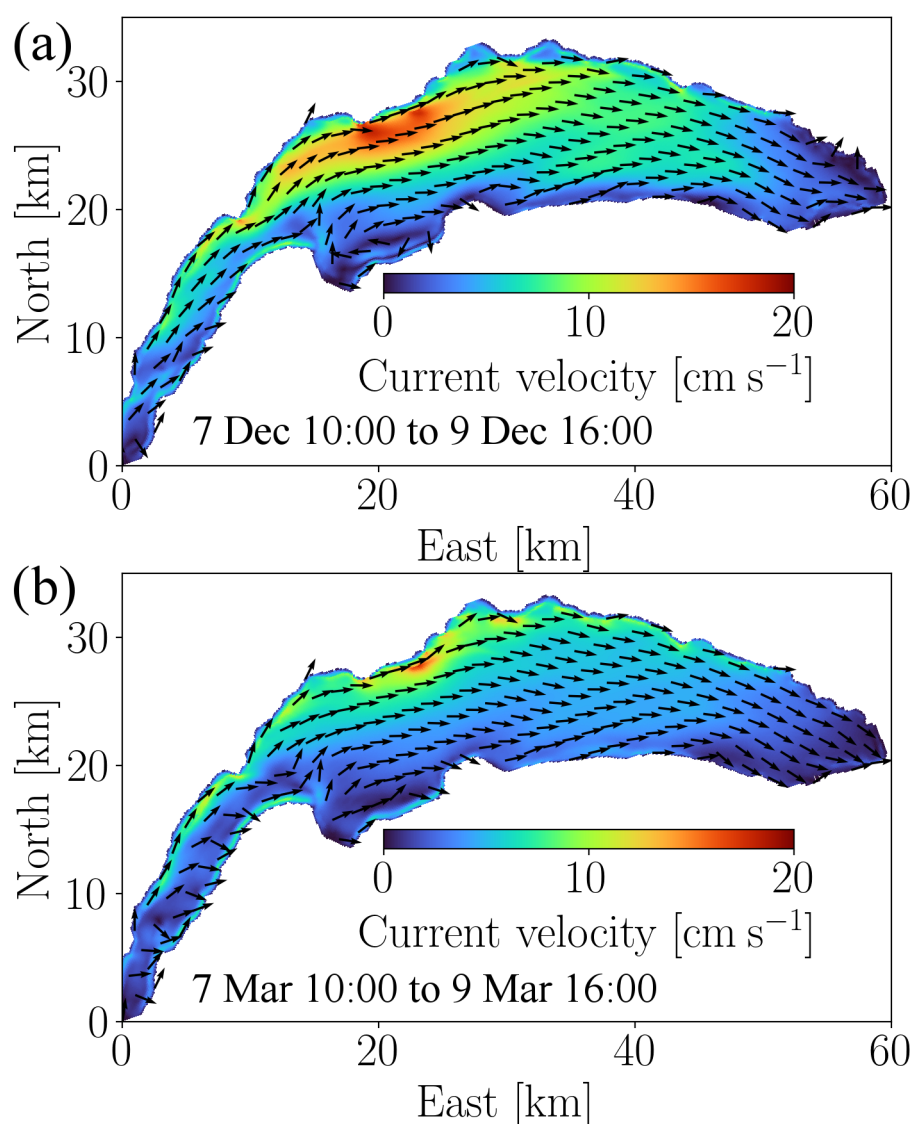 (a)
North [km]
30
20
10
0
0 10 20
Current velocity [cm s⁻¹]
7 Dec 10:00 to 9 Dec 16:00
0 20 40 60
East [km]
(b)
North [km]
30
20
10
0
0 10 20
Current velocity [cm s⁻¹]
7 Mar 10:00 to 9 Mar 16:00
0 20 40 60
East [km]